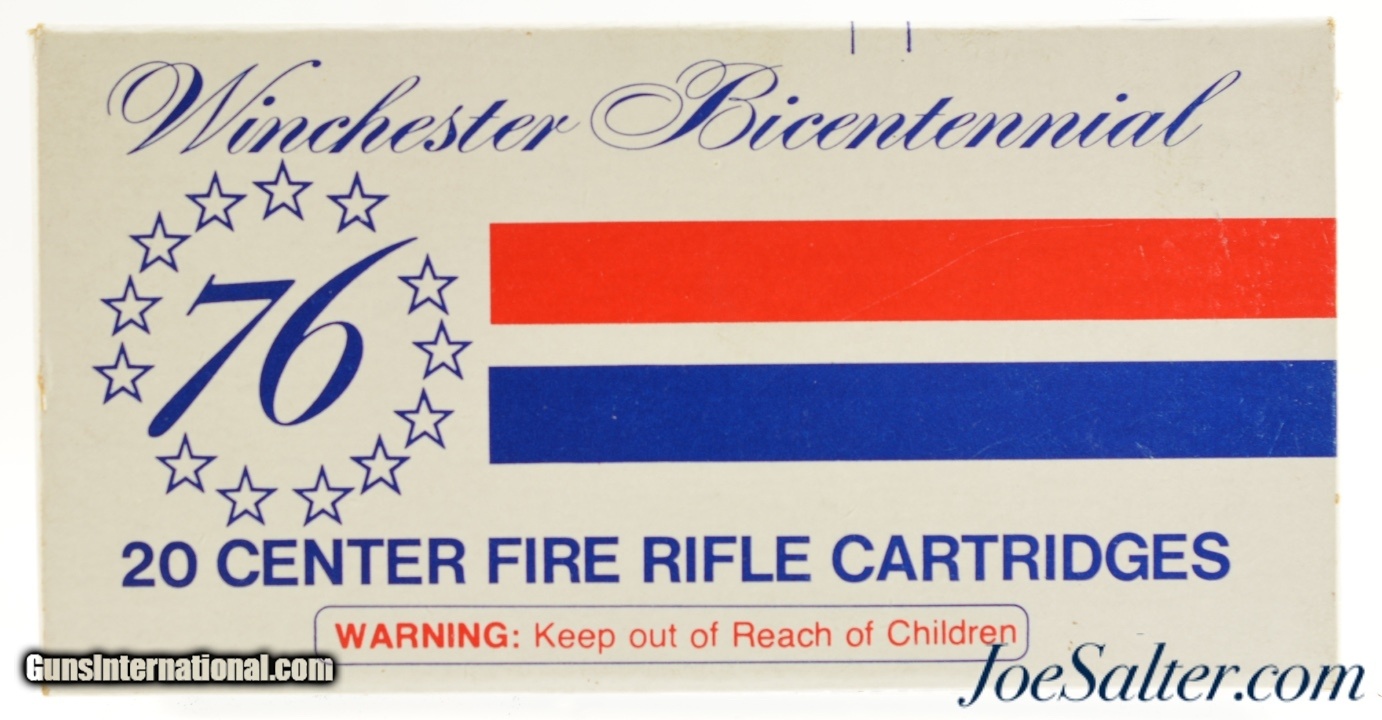 Winchester Bicentennial
76
20 CENTER FIRE RIFLE CARTRIDGES
WARNING: Keep out of Reach of Children
GunsInternational.com
JoeSalter.com